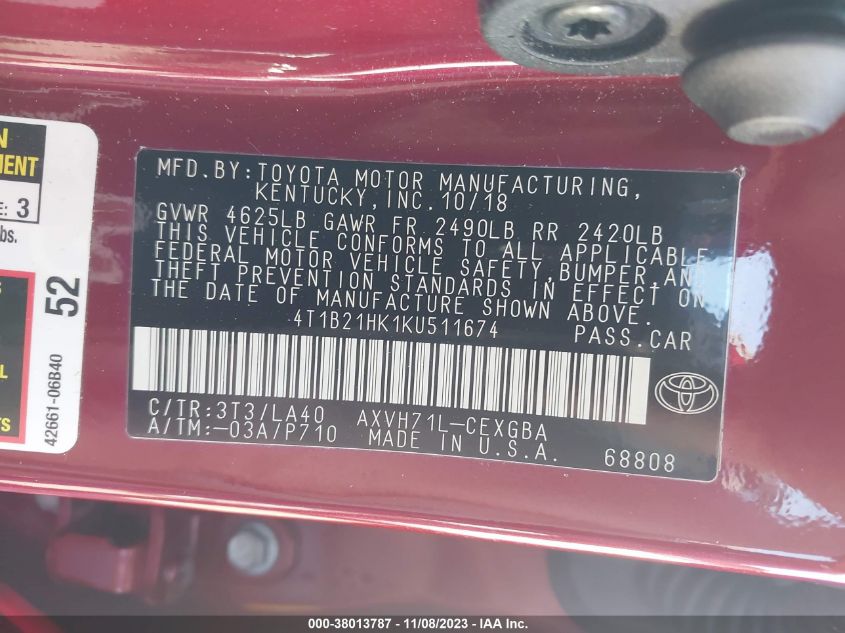 N
MENT
E: 3
bs.
S
L
TS
52
42661-06B40
MFD.BY:TOYOTA MOTOR MANUFACTURING,
KENTUCKY,INC.10/18
GVWR 4625LB GAWR FR 2490LB RR 2420LB
THIS VEHICLE CONFORMS TO ALL APPLICABLE
FEDERAL MOTOR VEHICLE SAFETY,BUMPER,AND
THEFT PREVENTION STANDARDS IN EFFECT ON
THE DATE OF MANUFACTURE SHOWN ABOVE.
4T1B21HK1KU511674 PASS.CAR
C/TR:3T3/LA40 AXVH71L-CEXGBA
A/TM:-03A/P710 MADE IN U.S.A. 68808
000-38013787 - 11/08/2023 - IAA Inc.